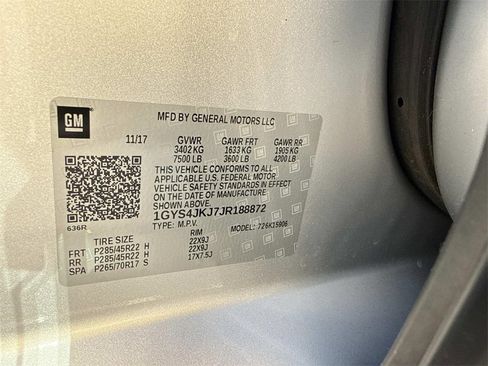 GM
MFD BY GENERAL MOTORS LLC
11/17 GVWR GAWR FRT GAWR RR
3402 KG 1633 KG 1905 KG
7500 LB 3600 LB 4200 LB
THIS VEHICLE CONFORMS TO ALL
APPLICABLE U.S. FEDERAL MOTOR
VEHICLE SAFETY AND THEFT PREVENTION
STANDARDS IN EFFECT ON THE DATE OF
MANUFACTURE SHOWN ABOVE.
1GYS4JKJ7JR188872
636R TYPE: M.P.V. MODEL: 726K15906
TIRE SIZE RIM
FRT P285/45R22 H 22X9J
RR P285/45R22 H 22X9J
SPA P265/70R17 S 17X7.5J